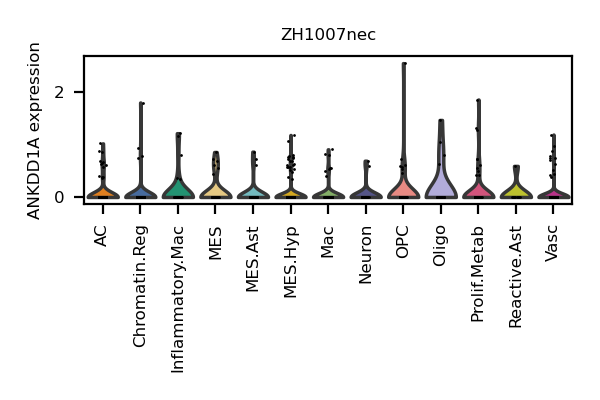 ZH1007nec
ANKDD1A expression
2
0
AC
Chromatin.Reg
Inflammatory.Mac
MES
MES.Ast
MES.Hyp
Mac
Neuron
OPC
Oligo
Prolif.Metab
Reactive.Ast
Vasc